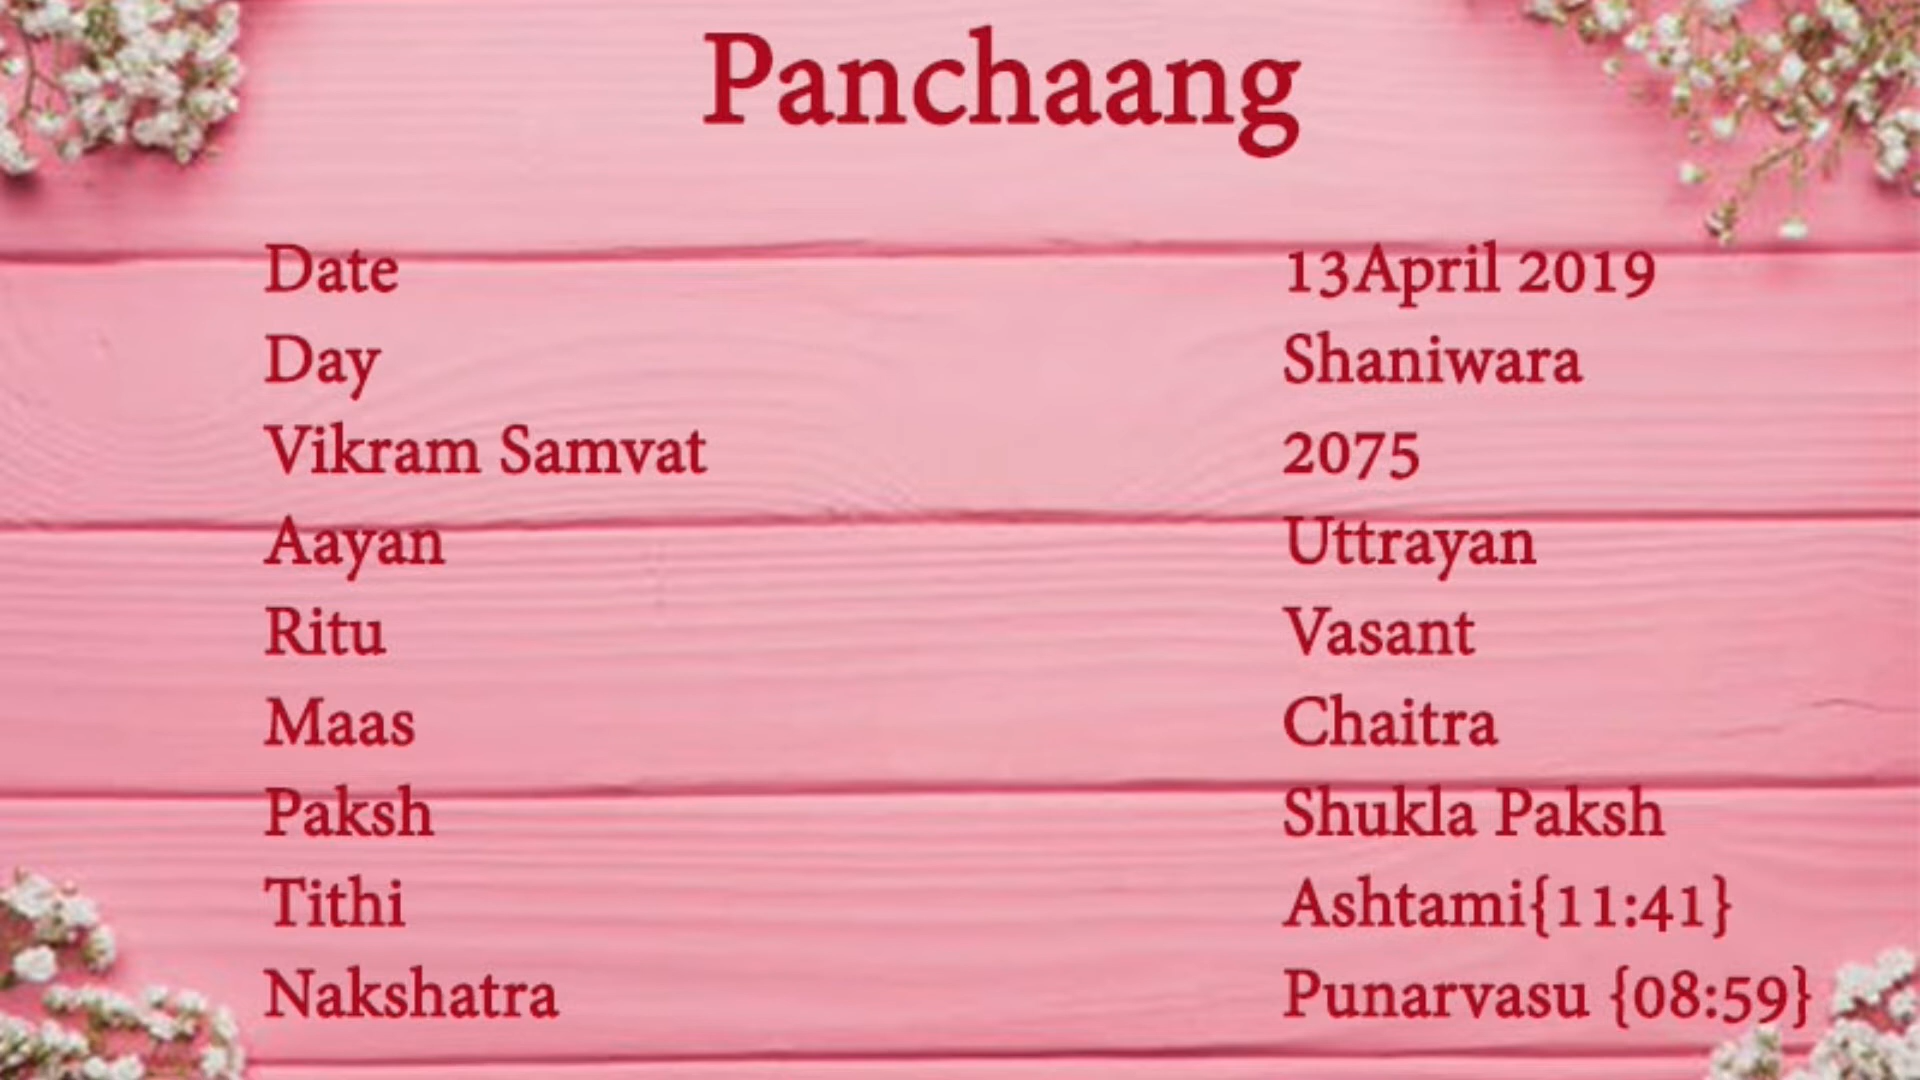 Panchaang
Date 13April 2019
Day Shaniwara
Vikram Samvat 2075
Aayan Uttrayan
Ritu Vasant
Maas Chaitra
Paksh Shukla Paksh
Tithi Ashtami{11:41}
Nakshatra Punarvasu {08:59}